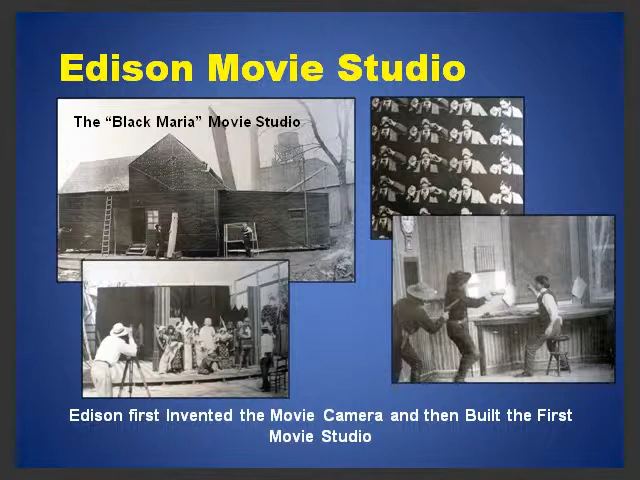 Edison Movie Studio
The “Black Maria” Movie Studio
Edison first Invented the Movie Camera and then Built the First
Movie Studio